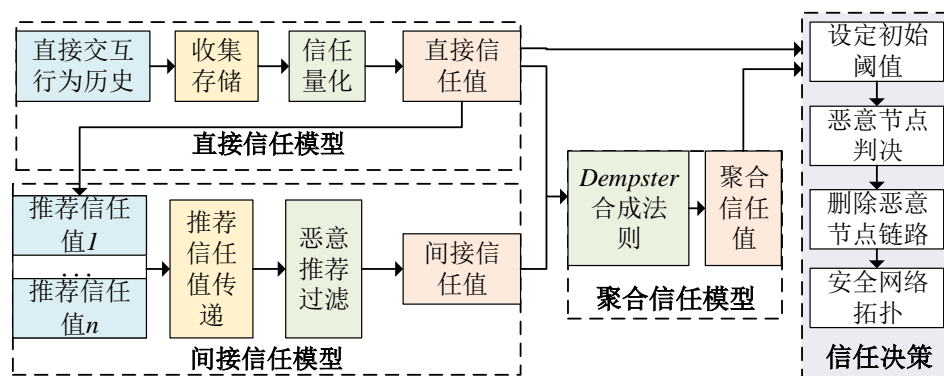 直接交互
行为历史
收集
存储
信任
量化
直接信
任值
直接信任模型
推荐信任
值1
...
推荐信任
值n
推荐
信任
值传
递
恶意
推荐
过滤
间接信
任值
间接信任模型
Dempster
合成法
则
聚合
信任
值
聚合信任模型
设定初始
阈值
恶意节点
判决
删除恶意
节点链路
安全网络
拓扑
信任决策